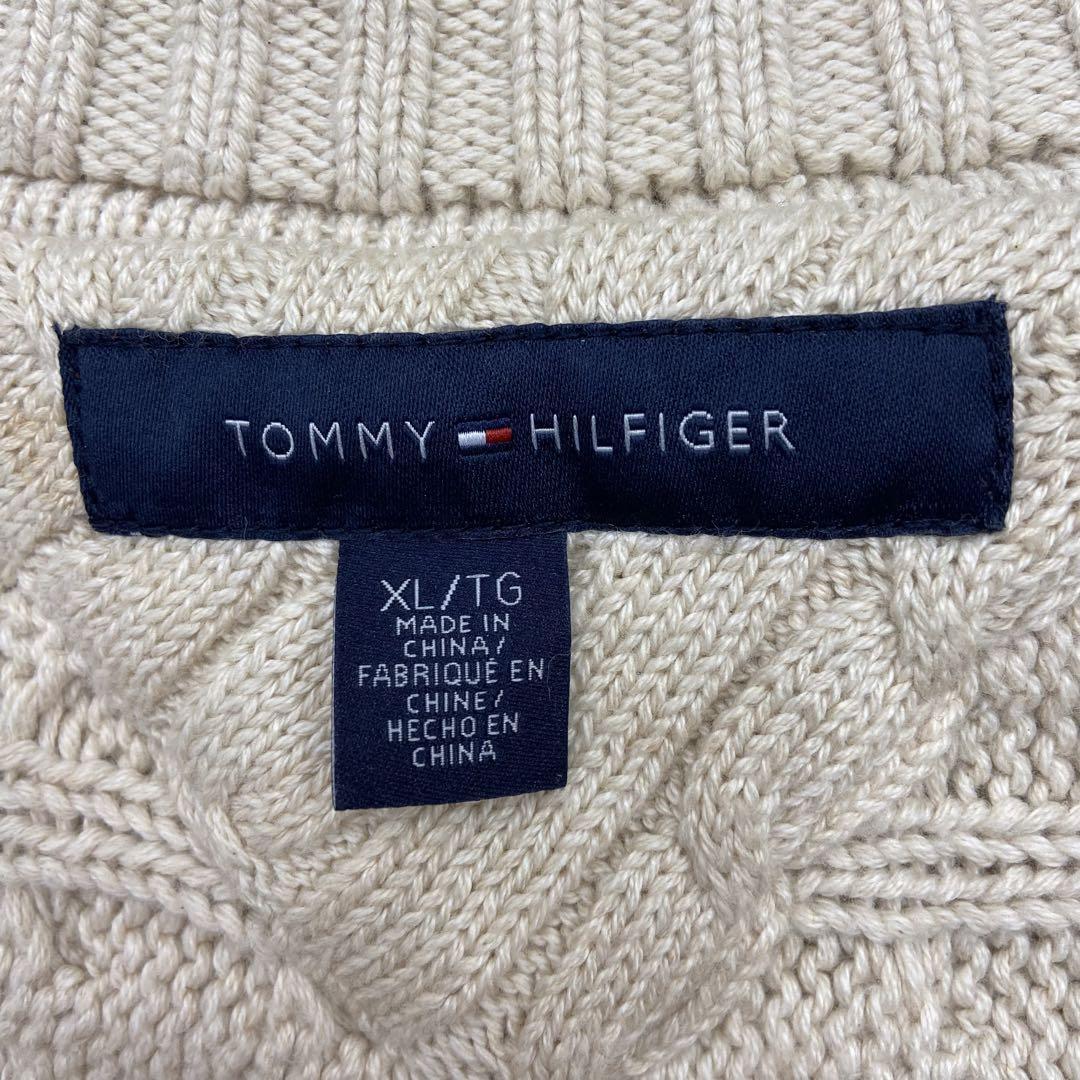 TOMMY HILFIGER
XL/TG
MADE IN
CHINA/
FABRIQUÉ EN
CHINE/
HECHO EN
CHINA